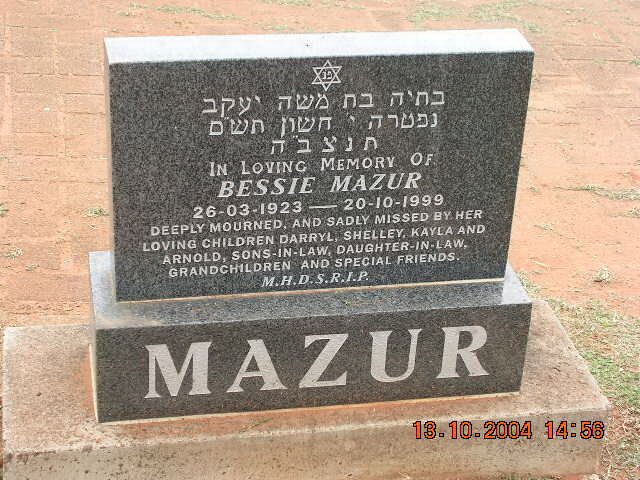 פנ
בתיה בת משה יעקב
נפטרה י׳ חשון תש״ם
ת נ צ ב״ ה
IN LOVING MEMORY OF
BESSIE MAZUR
26-03-1923 — 20-10-1999
DEEPLY MOURNED, AND SADLY MISSED BY HER
LOVING CHILDREN DARRYL, SHELLEY, KAYLA AND
ARNOLD, SONS-IN-LAW, DAUGHTER-IN-LAW,
GRANDCHILDREN AND SPECIAL FRIENDS.
M.H.D.S.R.I.P.
MAZUR
13.10.2004 14:56